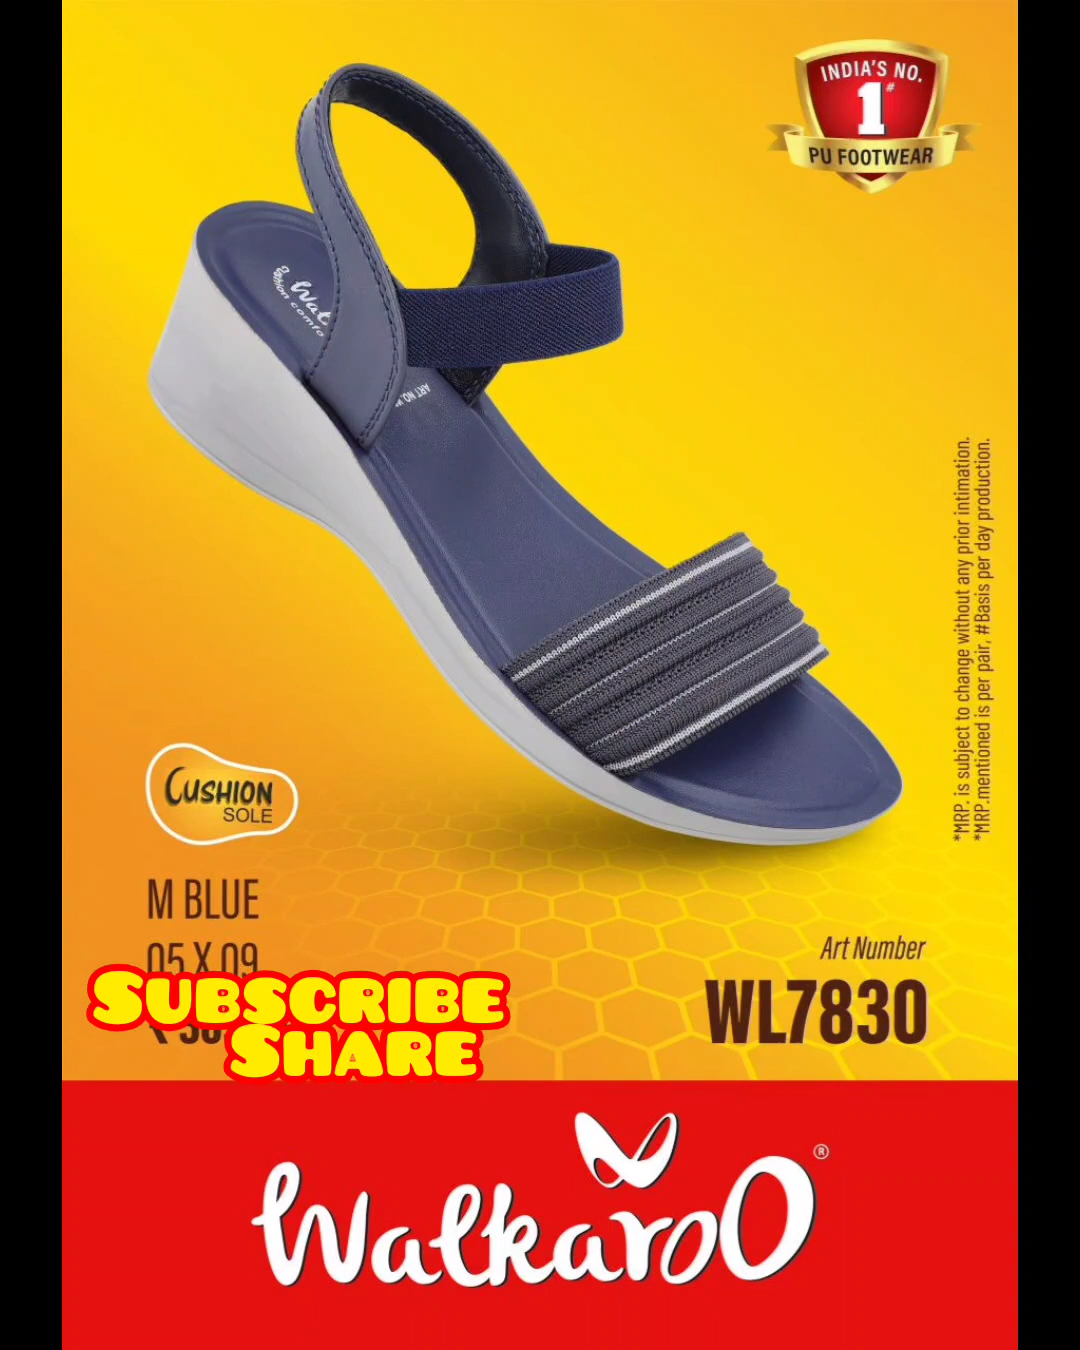 INDIA'S NO.
1#
PU FOOTWEAR
*MRP. is subject to change without any prior intimation.
*MRP.mentioned is per pair, #Basis per day production.
CUSHION
SOLE
M BLUE
05 X 09
SUBSCRIBE
SHARE
Art Number
WL7830
Walkaroo®